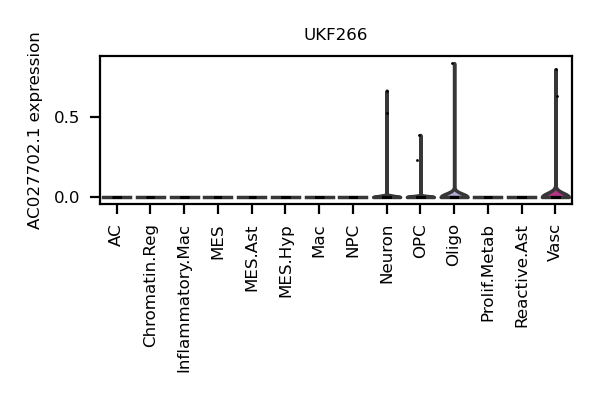 UKF266
AC027702.1 expression
0.5
0.0
AC
Chromatin.Reg
Inflammatory.Mac
MES
MES.Ast
MES.Hyp
Mac
NPC
Neuron
OPC
Oligo
Prolif.Metab
Reactive.Ast
Vasc